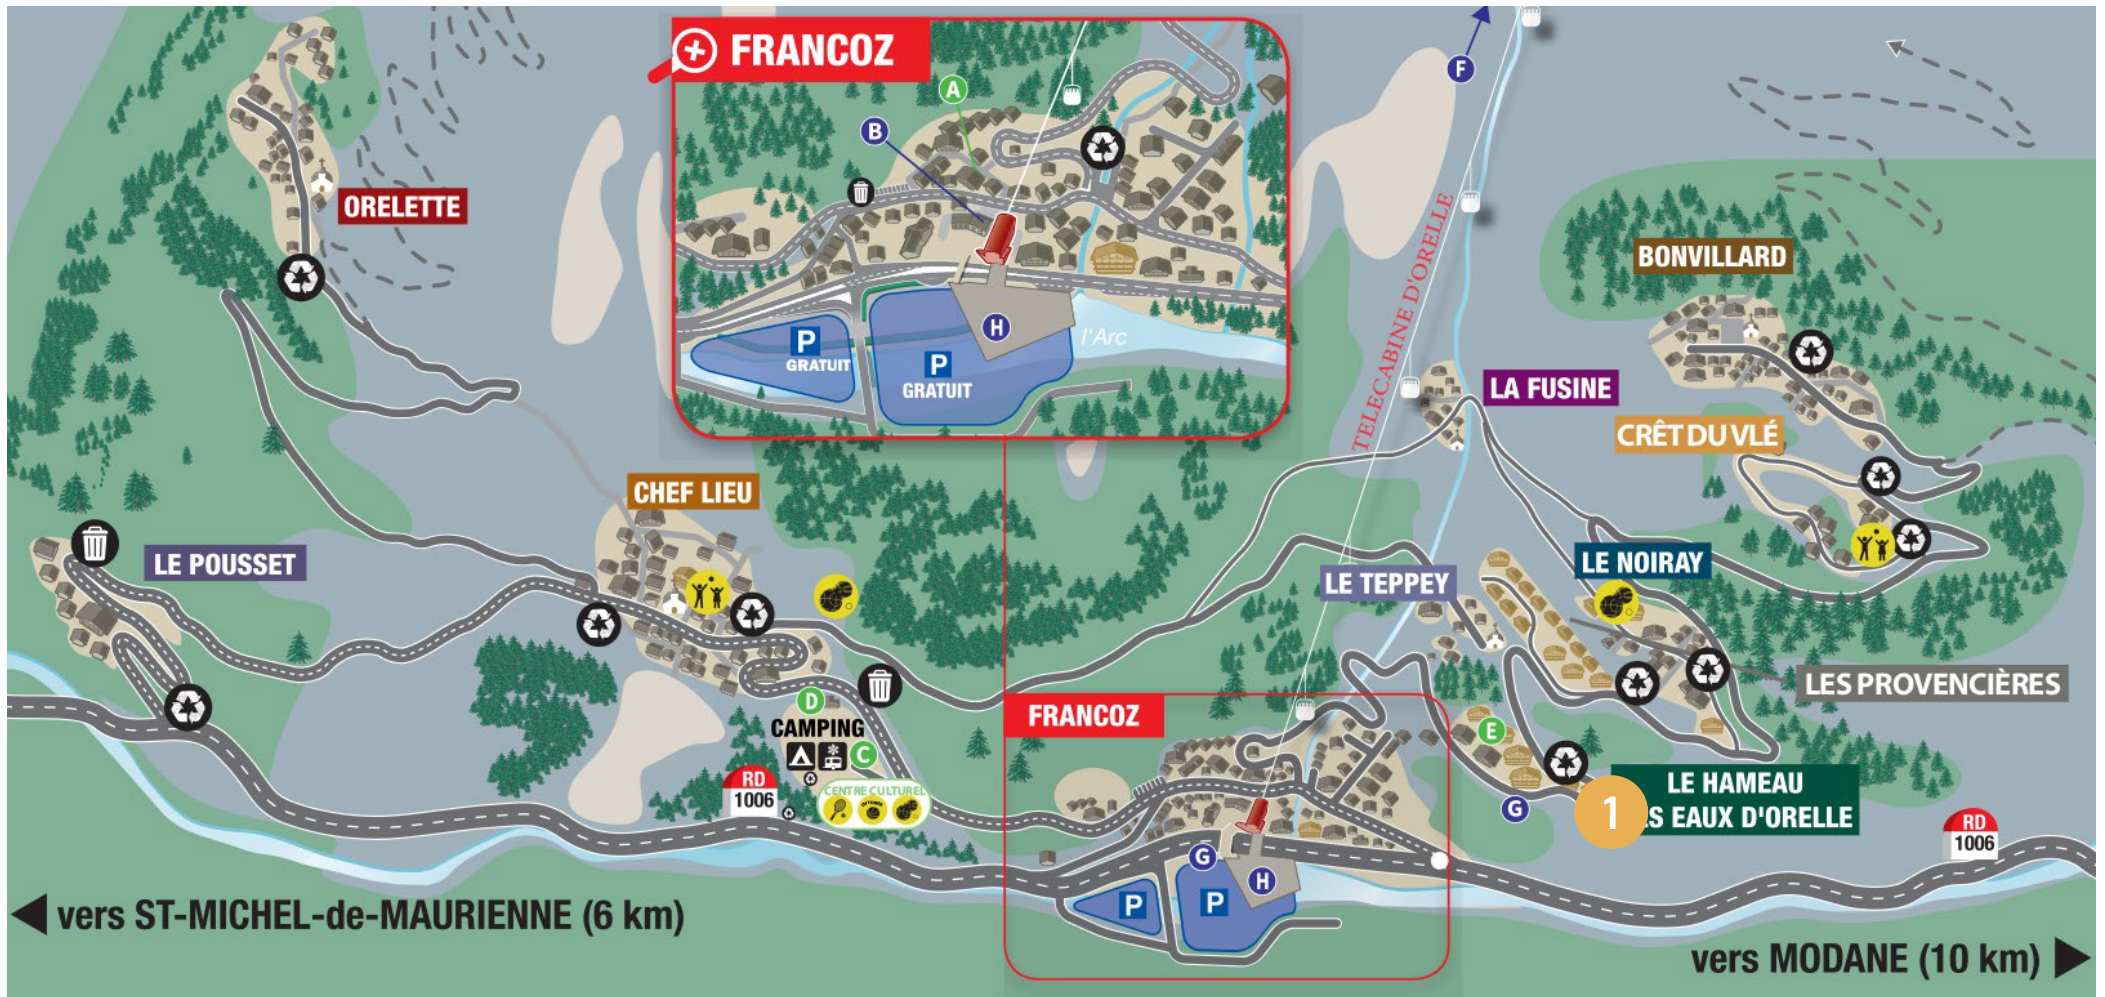 FRANCOZ
A
B
F
ORELETTE
P
GRATUIT
P
GRATUIT
H
l'Arc
TELECABINE D'ORELLE
BONVILLARD
LA FUSINE
CRÊT DU VLÉ
CHEF LIEU
LE POUSSET
LE TEPPEY
LE NOIRAY
LES PROVENCIÈRES
D
CAMPING
C
CENTRE CULTUREL
RD
1006
FRANCOZ
E
G
LE HAMEAU
1
S EAUX D'ORELLE
RD
1006
G
H
P
P
vers ST-MICHEL-de-MAURIENNE (6 km)
vers MODANE (10 km)